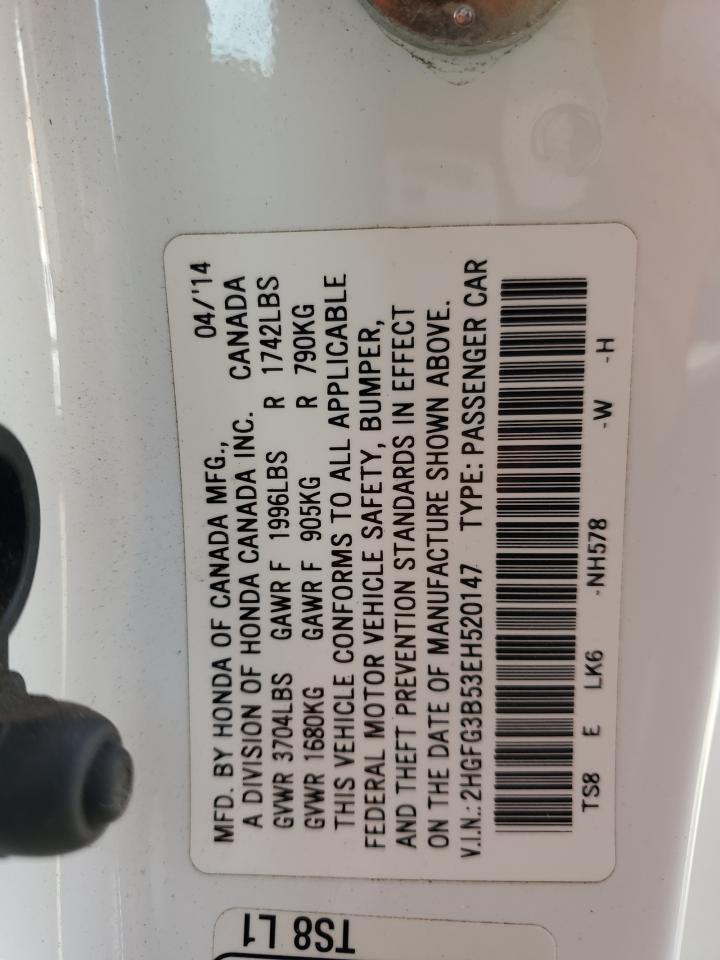 MFD. BY HONDA OF CANADA MFG., 04/'14
A DIVISION OF HONDA CANADA INC. CANADA
GVWR 3704LBS GAWR F 1996LBS R 1742LBS
GVWR 1680KG GAWR F 905KG R 790KG
THIS VEHICLE CONFORMS TO ALL APPLICABLE
FEDERAL MOTOR VEHICLE SAFETY, BUMPER,
AND THEFT PREVENTION STANDARDS IN EFFECT
ON THE DATE OF MANUFACTURE SHOWN ABOVE.
V.I.N.: 2HGFG3B53EH520147 TYPE: PASSENGER CAR
TS8 E LK6 -NH578 -W -H
TS8 L1